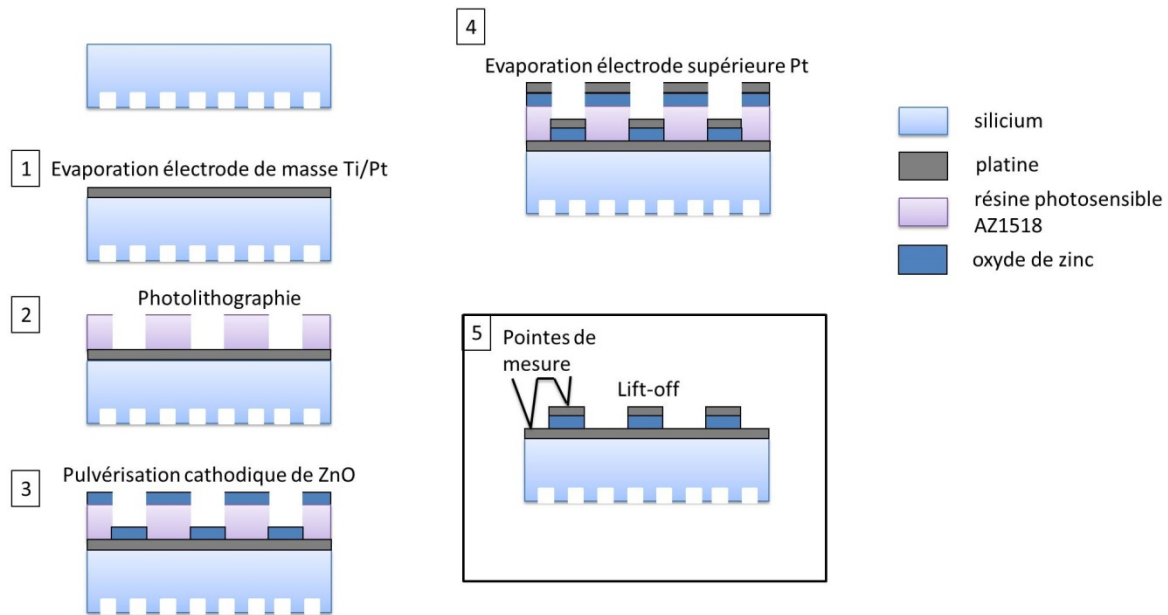 1
Evaporation électrode de masse Ti/Pt
2
Photolithographie
3
Pulvérisation cathodique de ZnO
4
Evaporation électrode supérieure Pt
5
Pointes de
mesure
Lift-off
silicium
platine
résine photosensible
AZ1518
oxyde de zinc